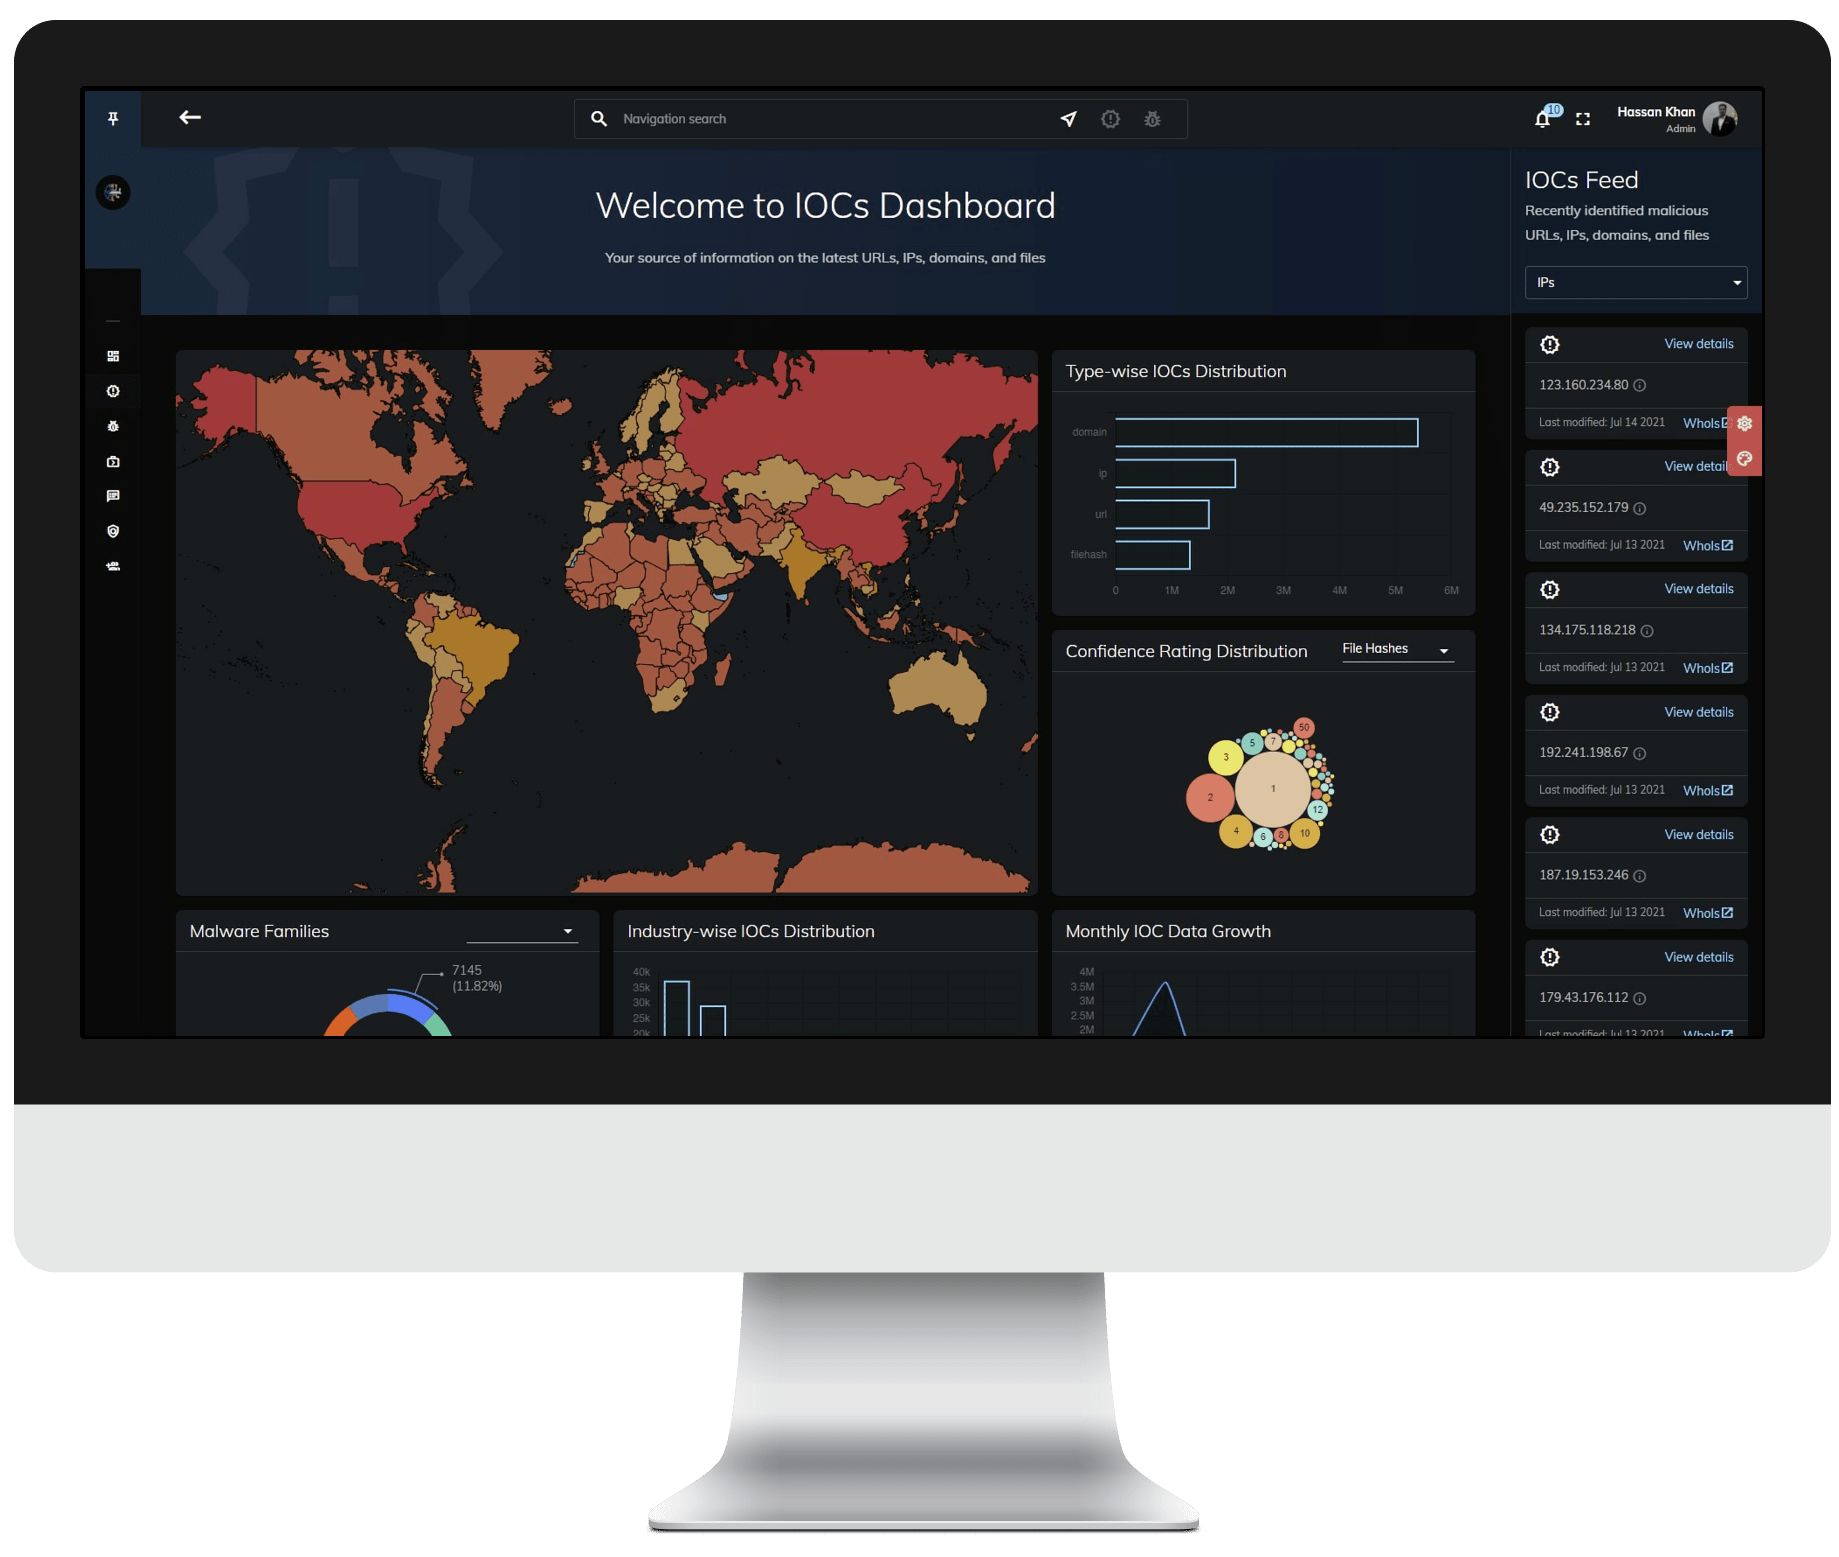 Navigation search
10
Hassan Khan
Admin
Welcome to IOCs Dashboard
Your source of information on the latest URLs, IPs, domains, and files
IOCs Feed
Recently identified malicious
URLs, IPs, domains, and files
IPs
Type-wise IOCs Distribution
domain
ip
url
filehash
0 1M 2M 3M 4M 5M 6M
Confidence Rating Distribution
File Hashes
50
5
7
3
1
2
12
4
6
8
10
Malware Families
7145
(11.82%)
Industry-wise IOCs Distribution
40k
35k
30k
25k
20k
Monthly IOC Data Growth
4M
3.5M
3M
2.5M
2M
View details
123.160.234.80
Last modified: Jul 14 2021 WhoIs
View detail
49.235.152.179
Last modified: Jul 13 2021 WhoIs
View details
134.175.118.218
Last modified: Jul 13 2021 WhoIs
View details
192.241.198.67
Last modified: Jul 13 2021 WhoIs
View details
187.19.153.246
Last modified: Jul 13 2021 WhoIs
View details
179.43.176.112
Last modified: Jul 13 2021 WhoIs